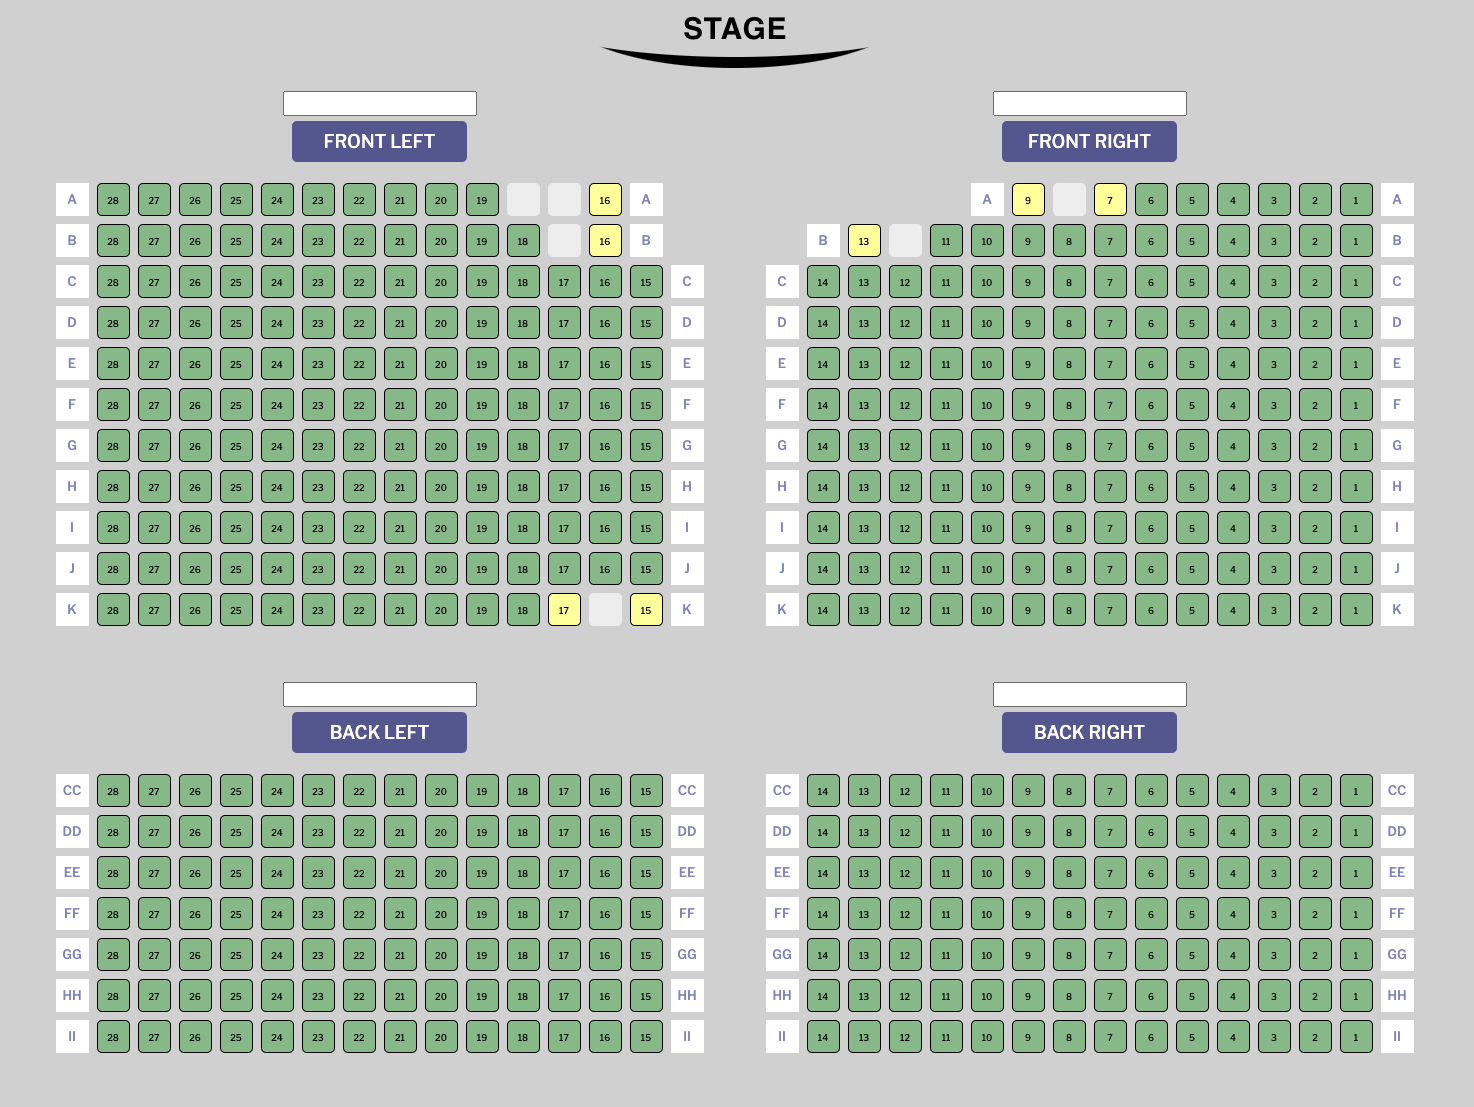 STAGE
FRONT LEFT FRONT RIGHT
A 28 27 26 25 24 23 22 21 20 19 16 A A 9 7 6 5 4 3 2 1 A
B 28 27 26 25 24 23 22 21 20 19 18 16 B B 13 11 10 9 8 7 6 5 4 3 2 1 B
C 28 27 26 25 24 23 22 21 20 19 18 17 16 15 C C 14 13 12 11 10 9 8 7 6 5 4 3 2 1 C
D 28 27 26 25 24 23 22 21 20 19 18 17 16 15 D D 14 13 12 11 10 9 8 7 6 5 4 3 2 1 D
E 28 27 26 25 24 23 22 21 20 19 18 17 16 15 E E 14 13 12 11 10 9 8 7 6 5 4 3 2 1 E
F 28 27 26 25 24 23 22 21 20 19 18 17 16 15 F F 14 13 12 11 10 9 8 7 6 5 4 3 2 1 F
G 28 27 26 25 24 23 22 21 20 19 18 17 16 15 G G 14 13 12 11 10 9 8 7 6 5 4 3 2 1 G
H 28 27 26 25 24 23 22 21 20 19 18 17 16 15 H H 14 13 12 11 10 9 8 7 6 5 4 3 2 1 H
I 28 27 26 25 24 23 22 21 20 19 18 17 16 15 I I 14 13 12 11 10 9 8 7 6 5 4 3 2 1 I
J 28 27 26 25 24 23 22 21 20 19 18 17 16 15 J J 14 13 12 11 10 9 8 7 6 5 4 3 2 1 J
K 28 27 26 25 24 23 22 21 20 19 18 17 15 K K 14 13 12 11 10 9 8 7 6 5 4 3 2 1 K
BACK LEFT BACK RIGHT
CC 28 27 26 25 24 23 22 21 20 19 18 17 16 15 CC CC 14 13 12 11 10 9 8 7 6 5 4 3 2 1 CC
DD 28 27 26 25 24 23 22 21 20 19 18 17 16 15 DD DD 14 13 12 11 10 9 8 7 6 5 4 3 2 1 DD
EE 28 27 26 25 24 23 22 21 20 19 18 17 16 15 EE EE 14 13 12 11 10 9 8 7 6 5 4 3 2 1 EE
FF 28 27 26 25 24 23 22 21 20 19 18 17 16 15 FF FF 14 13 12 11 10 9 8 7 6 5 4 3 2 1 FF
GG 28 27 26 25 24 23 22 21 20 19 18 17 16 15 GG GG 14 13 12 11 10 9 8 7 6 5 4 3 2 1 GG
HH 28 27 26 25 24 23 22 21 20 19 18 17 16 15 HH HH 14 13 12 11 10 9 8 7 6 5 4 3 2 1 HH
II 28 27 26 25 24 23 22 21 20 19 18 17 16 15 II II 14 13 12 11 10 9 8 7 6 5 4 3 2 1 II